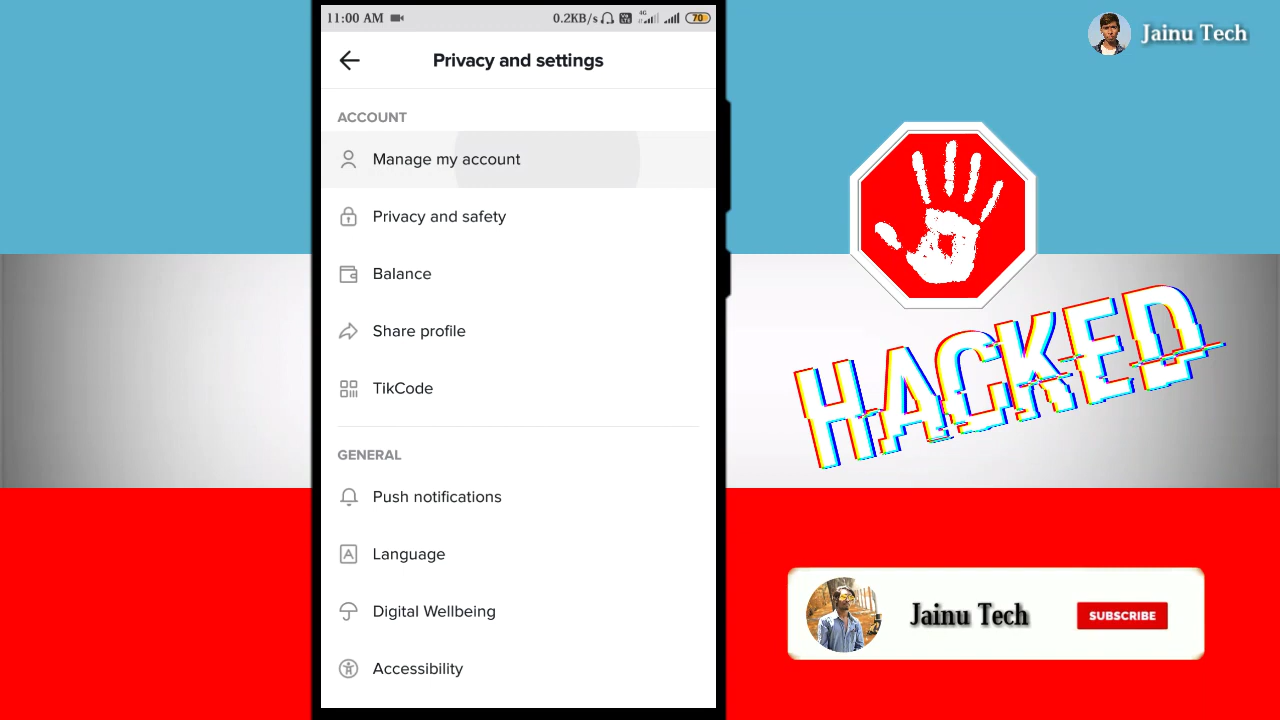 11:00 AM
0.2KB/s 4G 70
Jainu Tech
Privacy and settings
ACCOUNT
Manage my account
Privacy and safety
Balance
Share profile
TikCode
GENERAL
Push notifications
Language
Digital Wellbeing
Accessibility
HACKED
Jainu Tech
SUBSCRIBE